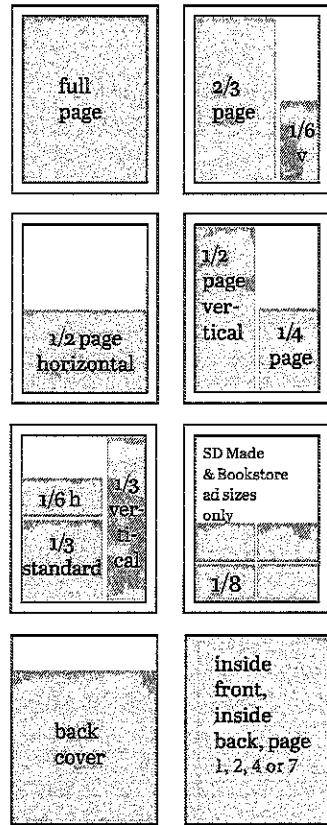 full
page
2/3
page
1/6
v
1/2 page
horizontal
1/2
page
ver-
tical
1/4
page
1/6 h
1/3
standard
1/3
ver-
ti-
cal
SD Made
& Bookstore
ad sizes
only
1/8
back
cover
inside
front,
inside
back, page
1, 2, 4 or 7